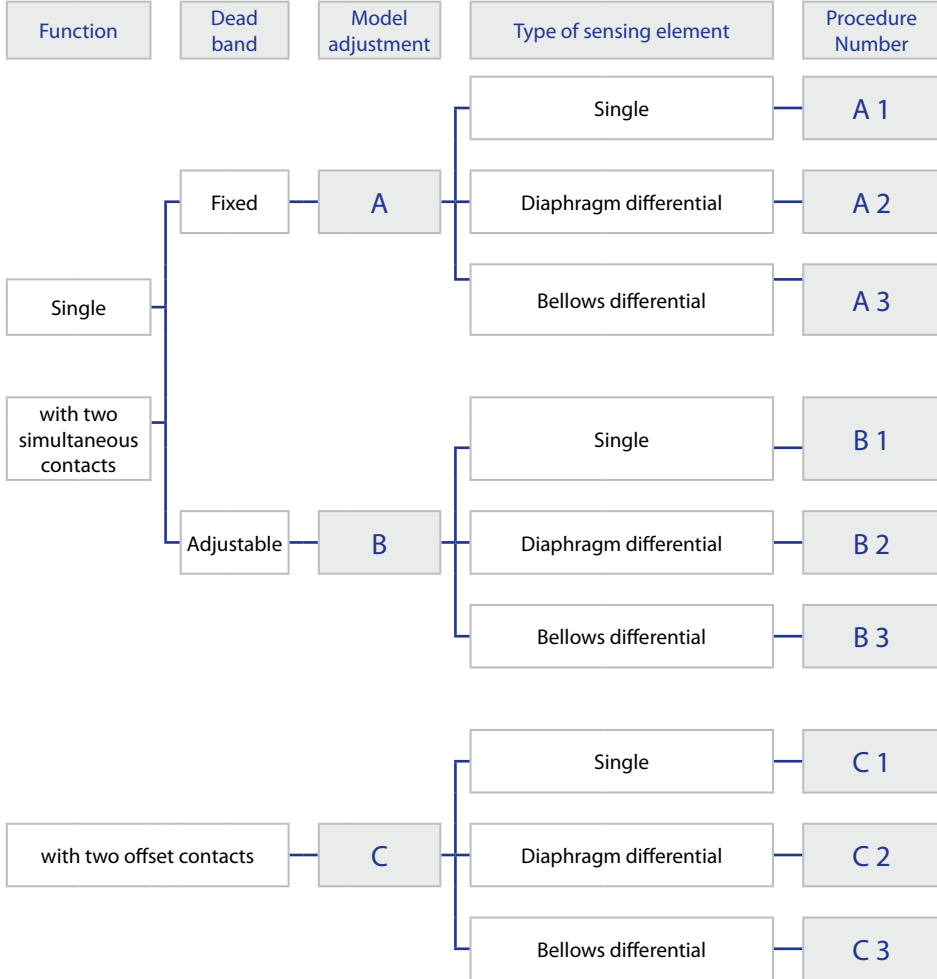 Function
Dead
band
Model
adjustment
Type of sensing element
Procedure
Number
Single
A 1
Fixed
A
Diaphragm differential
A 2
Single
Bellows differential
A 3
with two
simultaneous
contacts
Single
B 1
Adjustable
B
Diaphragm differential
B 2
Bellows differential
B 3
Single
C 1
with two offset contacts
C
Diaphragm differential
C 2
Bellows differential
C 3